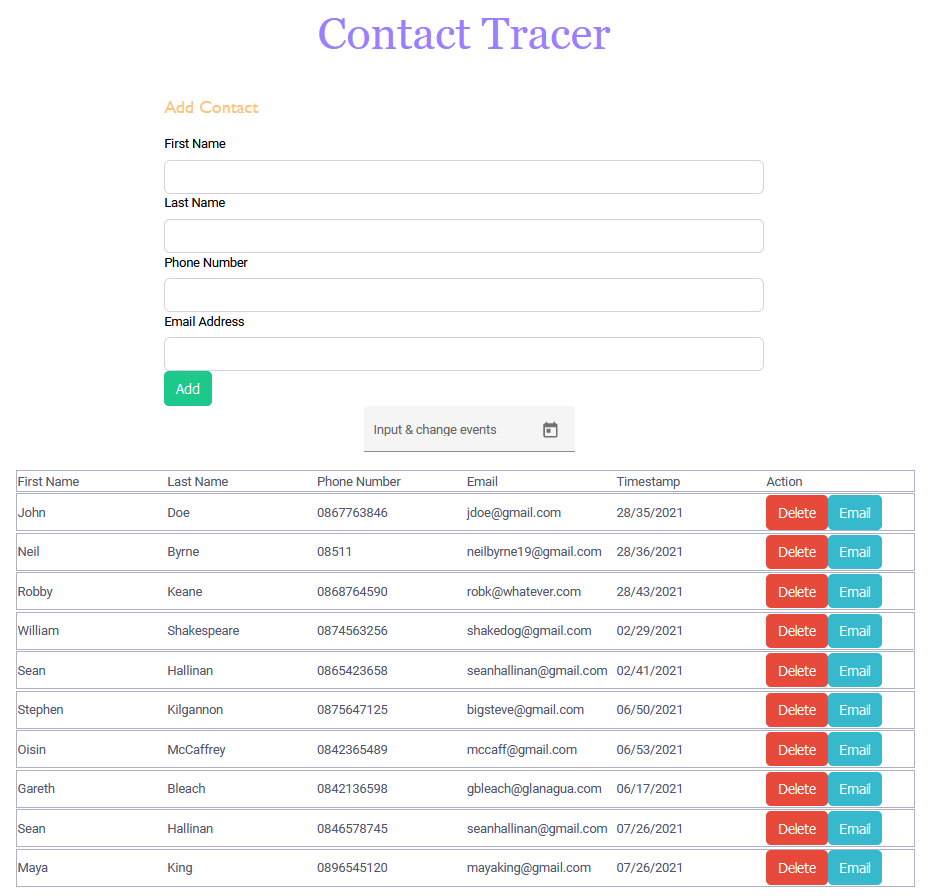 Contact Tracer
Add Contact
First Name
Last Name
Phone Number
Email Address
Add
Input & change events
First Name Last Name Phone Number Email Timestamp Action
John Doe 0867763846 jdoe@gmail.com 28/35/2021 Delete Email
Neil Byrne 08511 neilbyrne19@gmail.com 28/36/2021 Delete Email
Robby Keane 0868764590 robk@whatever.com 28/43/2021 Delete Email
William Shakespeare 0874563256 shakedog@gmail.com 02/29/2021 Delete Email
Sean Hallinan 0865423658 seanhallinan@gmail.com 02/41/2021 Delete Email
Stephen Kilgannon 0875647125 bigsteve@gmail.com 06/50/2021 Delete Email
Oisin McCaffrey 0842365489 mccaff@gmail.com 06/53/2021 Delete Email
Gareth Bleach 0842136598 gbleach@glanagua.com 06/17/2021 Delete Email
Sean Hallinan 0846578745 seanhallinan@gmail.com 07/26/2021 Delete Email
Maya King 0896545120 mayaking@gmail.com 07/26/2021 Delete Email